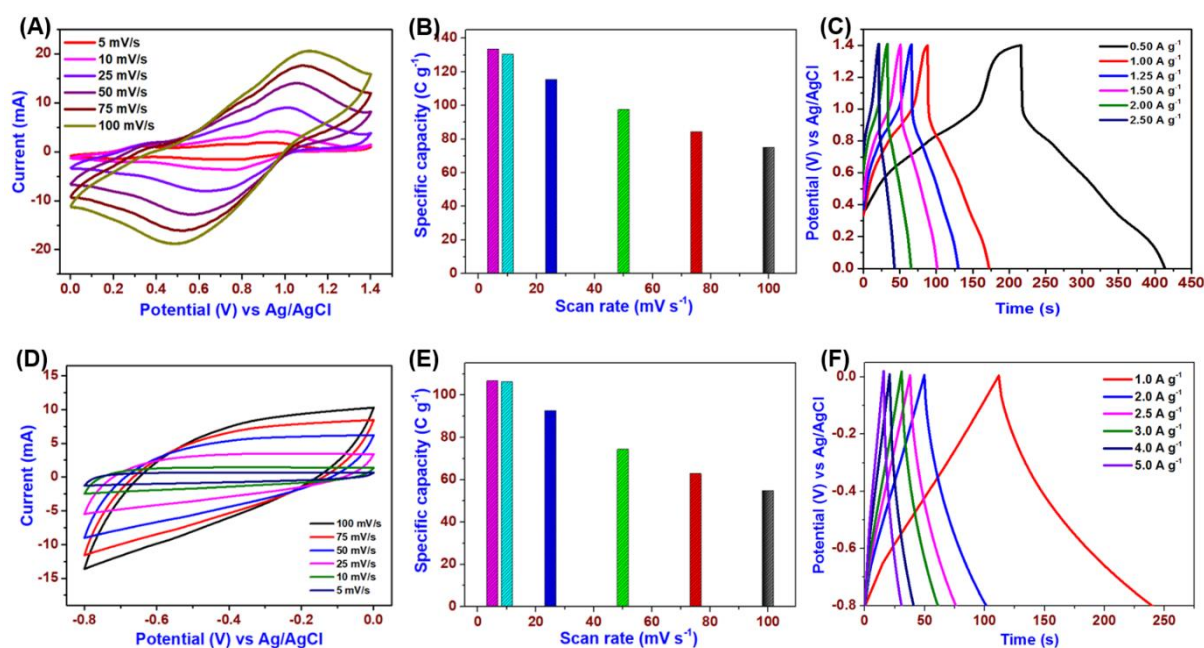 (A)
5 mV/s
10 mV/s
25 mV/s
50 mV/s
75 mV/s
100 mV/s
20
10
0
-10
-20
Current (mA)
0.0 0.2 0.4 0.6 0.8 1.0 1.2 1.4
Potential (V) vs Ag/AgCl
(B)
140
120
100
80
60
40
20
0
Specific capacity (C g⁻¹)
0 20 40 60 80 100
Scan rate (mV s⁻¹)
(C)
0.50 A g⁻¹
1.00 A g⁻¹
1.25 A g⁻¹
1.50 A g⁻¹
2.00 A g⁻¹
2.50 A g⁻¹
1.4
1.2
1.0
0.8
0.6
0.4
0.2
0.0
Potential (V) vs Ag/AgCl
0 50 100 150 200 250 300 350 400 450
Time (s)
(D)
15
10
5
0
-5
-10
-15
Current (mA)
100 mV/s
75 mV/s
50 mV/s
25 mV/s
10 mV/s
5 mV/s
-0.8 -0.6 -0.4 -0.2 0.0
Potential (V) vs Ag/AgCl
(E)
100
80
60
40
20
0
Specific capacity (C g⁻¹)
0 20 40 60 80 100
Scan rate (mV s⁻¹)
(F)
1.0 A g⁻¹
2.0 A g⁻¹
2.5 A g⁻¹
3.0 A g⁻¹
4.0 A g⁻¹
5.0 A g⁻¹
0.0
-0.2
-0.4
-0.6
-0.8
Potential (V) vs Ag/AgCl
0 50 100 150 200 250
Time (s)